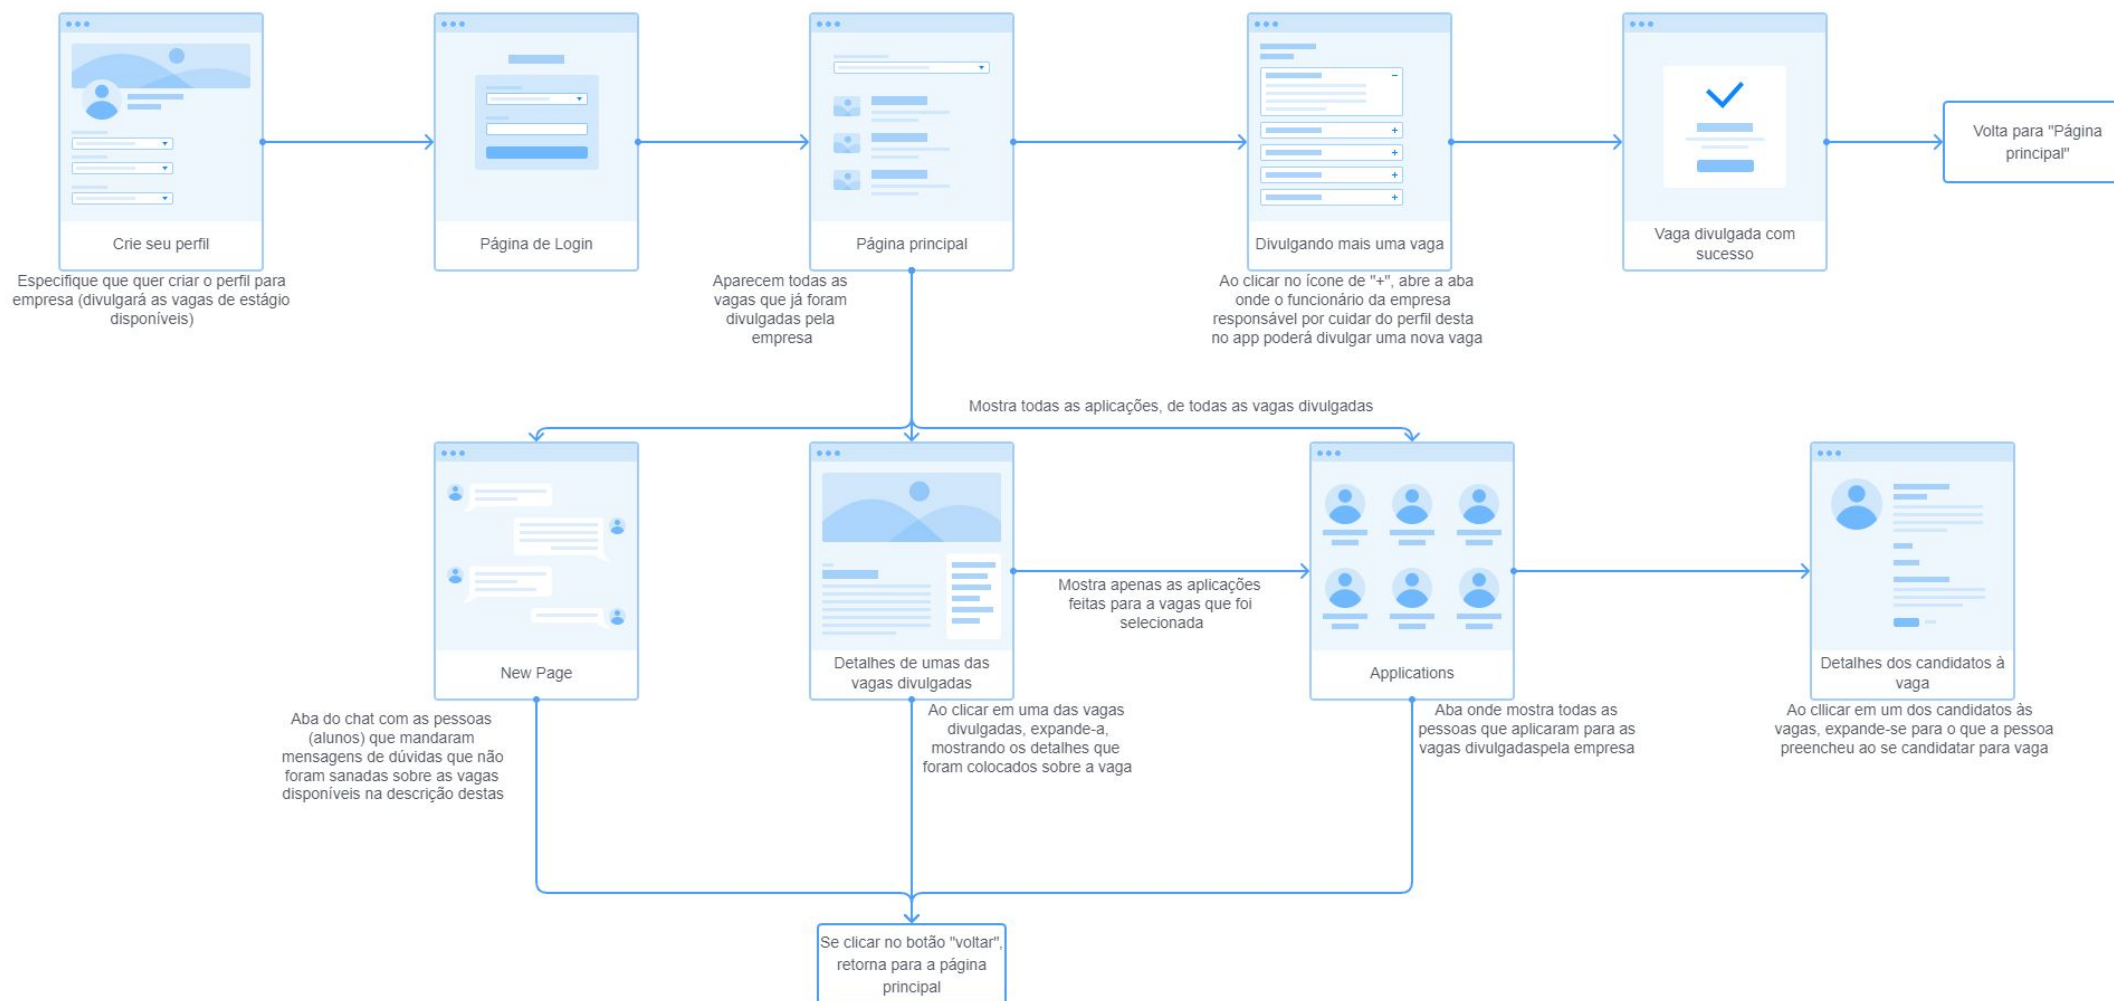 Crie seu perfil
Especifique que quer criar o perfil para
empresa (divulgará as vagas de estágio
disponíveis)
Página de Login
Página principal
Aparecem todas as
vagas que já foram
divulgadas pela
empresa
Divulgando mais uma vaga
Ao clicar no ícone de "+", abre a aba
onde o funcionário da empresa
responsável por cuidar do perfil desta
no app poderá divulgar uma nova vaga
Vaga divulgada com
sucesso
Volta para "Página
principal"
Mostra todas as aplicações, de todas as vagas divulgadas
New Page
Aba do chat com as pessoas
(alunos) que mandaram
mensagens de dúvidas que não
foram sanadas sobre as vagas
disponíveis na descrição destas
Detalhes de umas das
vagas divulgadas
Ao clicar em uma das vagas
divulgadas, expande-a,
mostrando os detalhes que
foram colocados sobre a vaga
Mostra apenas as aplicações
feitas para a vagas que foi
selecionada
Applications
Aba onde mostra todas as
pessoas que aplicaram para as
vagas divulgadaspela empresa
Detalhes dos candidatos à
vaga
Ao cllicar em um dos candidatos às
vagas, expande-se para o que a pessoa
preencheu ao se candidatar para vaga
Se clicar no botão "voltar",
retorna para a página
principal